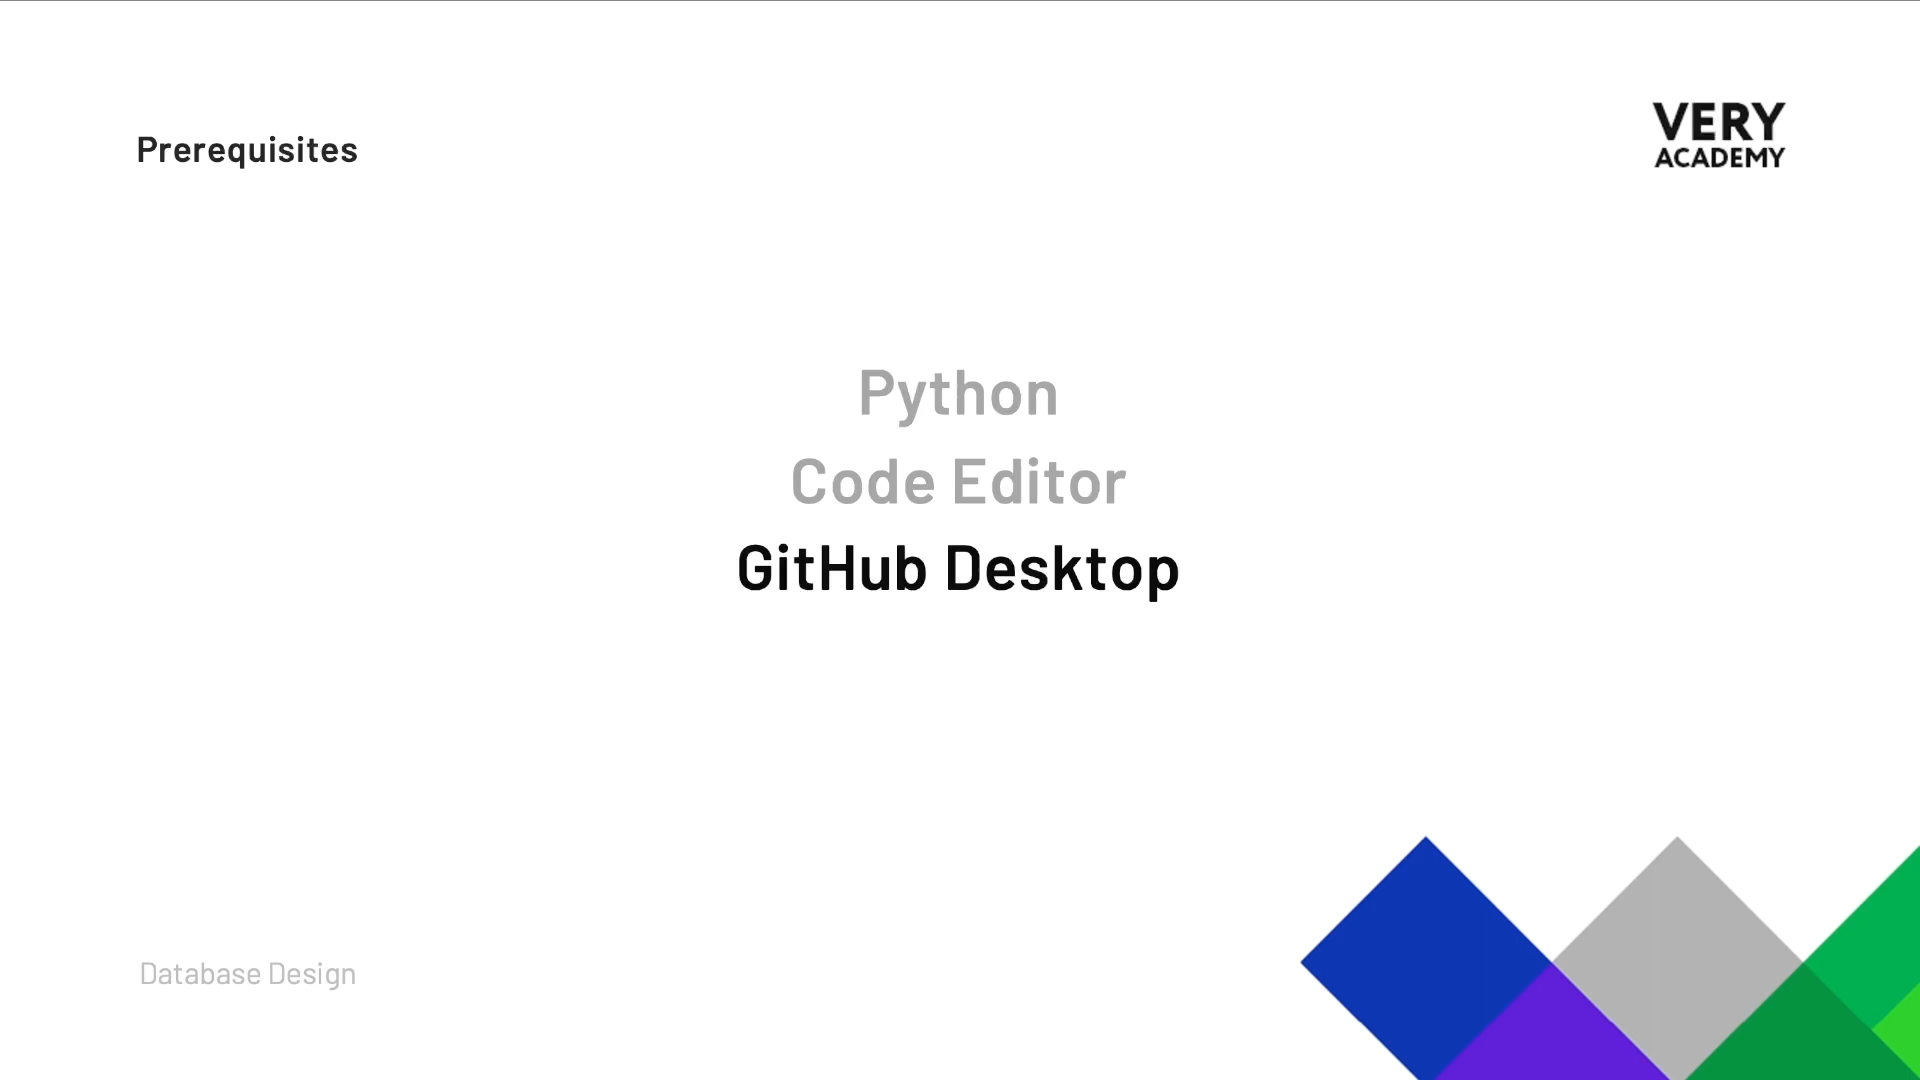 Prerequisites
VERY
ACADEMY
Python
Code Editor
GitHub Desktop
Database Design